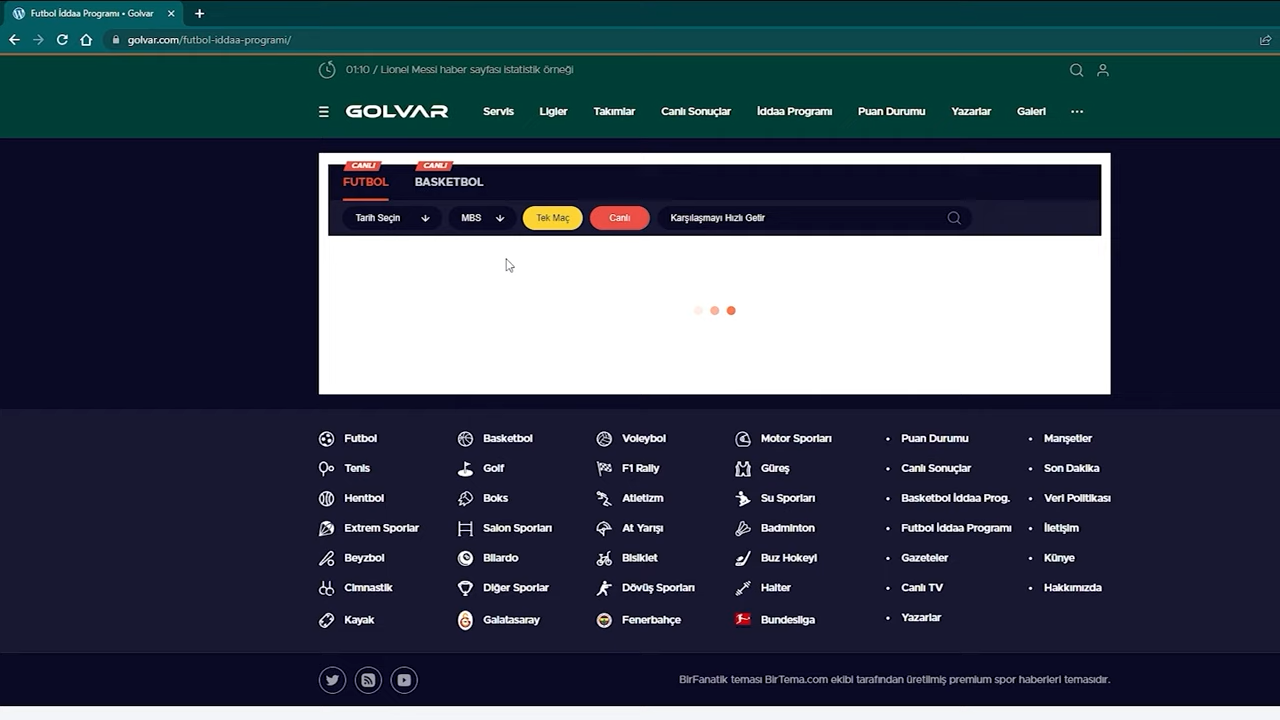 Futbol İddaa Programı • Golvar
golvar.com/futbol-iddaa-programi/
01:10 / Lionel Messi haber sayfası istatistik örneği
GOLVAR
Servis
Ligler
Takımlar
Canlı Sonuçlar
İddaa Programı
Puan Durumu
Yazarlar
Galeri
CANLI
CANLI
FUTBOL
BASKETBOL
Tarih Seçin
MBS
Tek Maç
Canlı
Karşılaşmayı Hızlı Getir
Futbol
Basketbol
Voleybol
Motor Sporları
Puan Durumu
Manşetler
Tenis
Golf
F1 Rally
Güreş
Canlı Sonuçlar
Son Dakika
Hentbol
Boks
Atletizm
Su Sporları
Basketbol İddaa Prog.
Veri Politikası
Extrem Sporlar
Salon Sporları
At Yarışı
Badminton
Futbol İddaa Programı
İletişim
Beyzbol
Bilardo
Bisiklet
Buz Hokeyi
Gazeteler
Künye
Cimnastik
Diğer Sporlar
Dövüş Sporları
Halter
Canlı TV
Hakkımızda
Kayak
Galatasaray
Fenerbahçe
Bundesliga
Yazarlar
BirFanatik teması BirTema.com ekibi tarafından üretilmiş premium spor haberleri temasıdır.